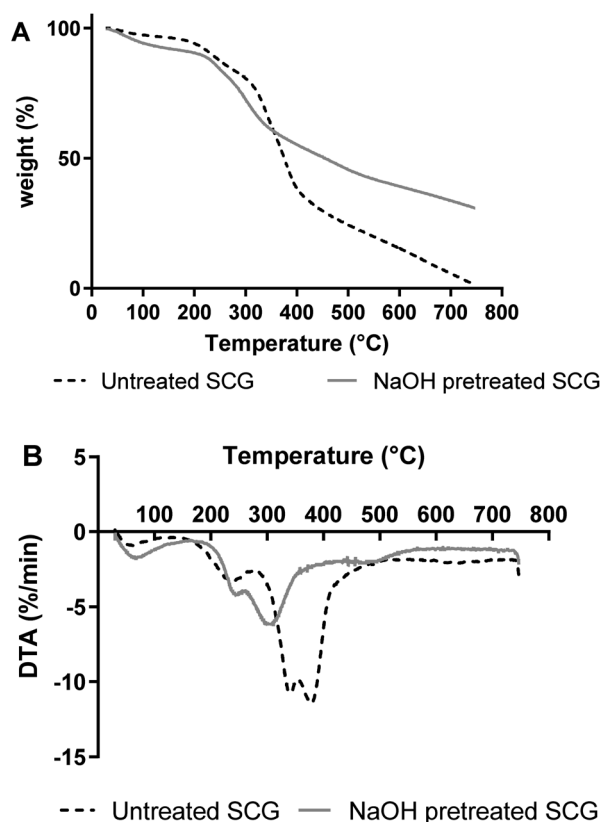 A
100
50
0
weight (%)
0 100 200 300 400 500 600 700 800
Temperature (°C)
Untreated SCG NaOH pretreated SCG
B
Temperature (°C)
5
0
-5
-10
-15
DTA (%/min)
100 200 300 400 500 600 700 800
Untreated SCG NaOH pretreated SCG